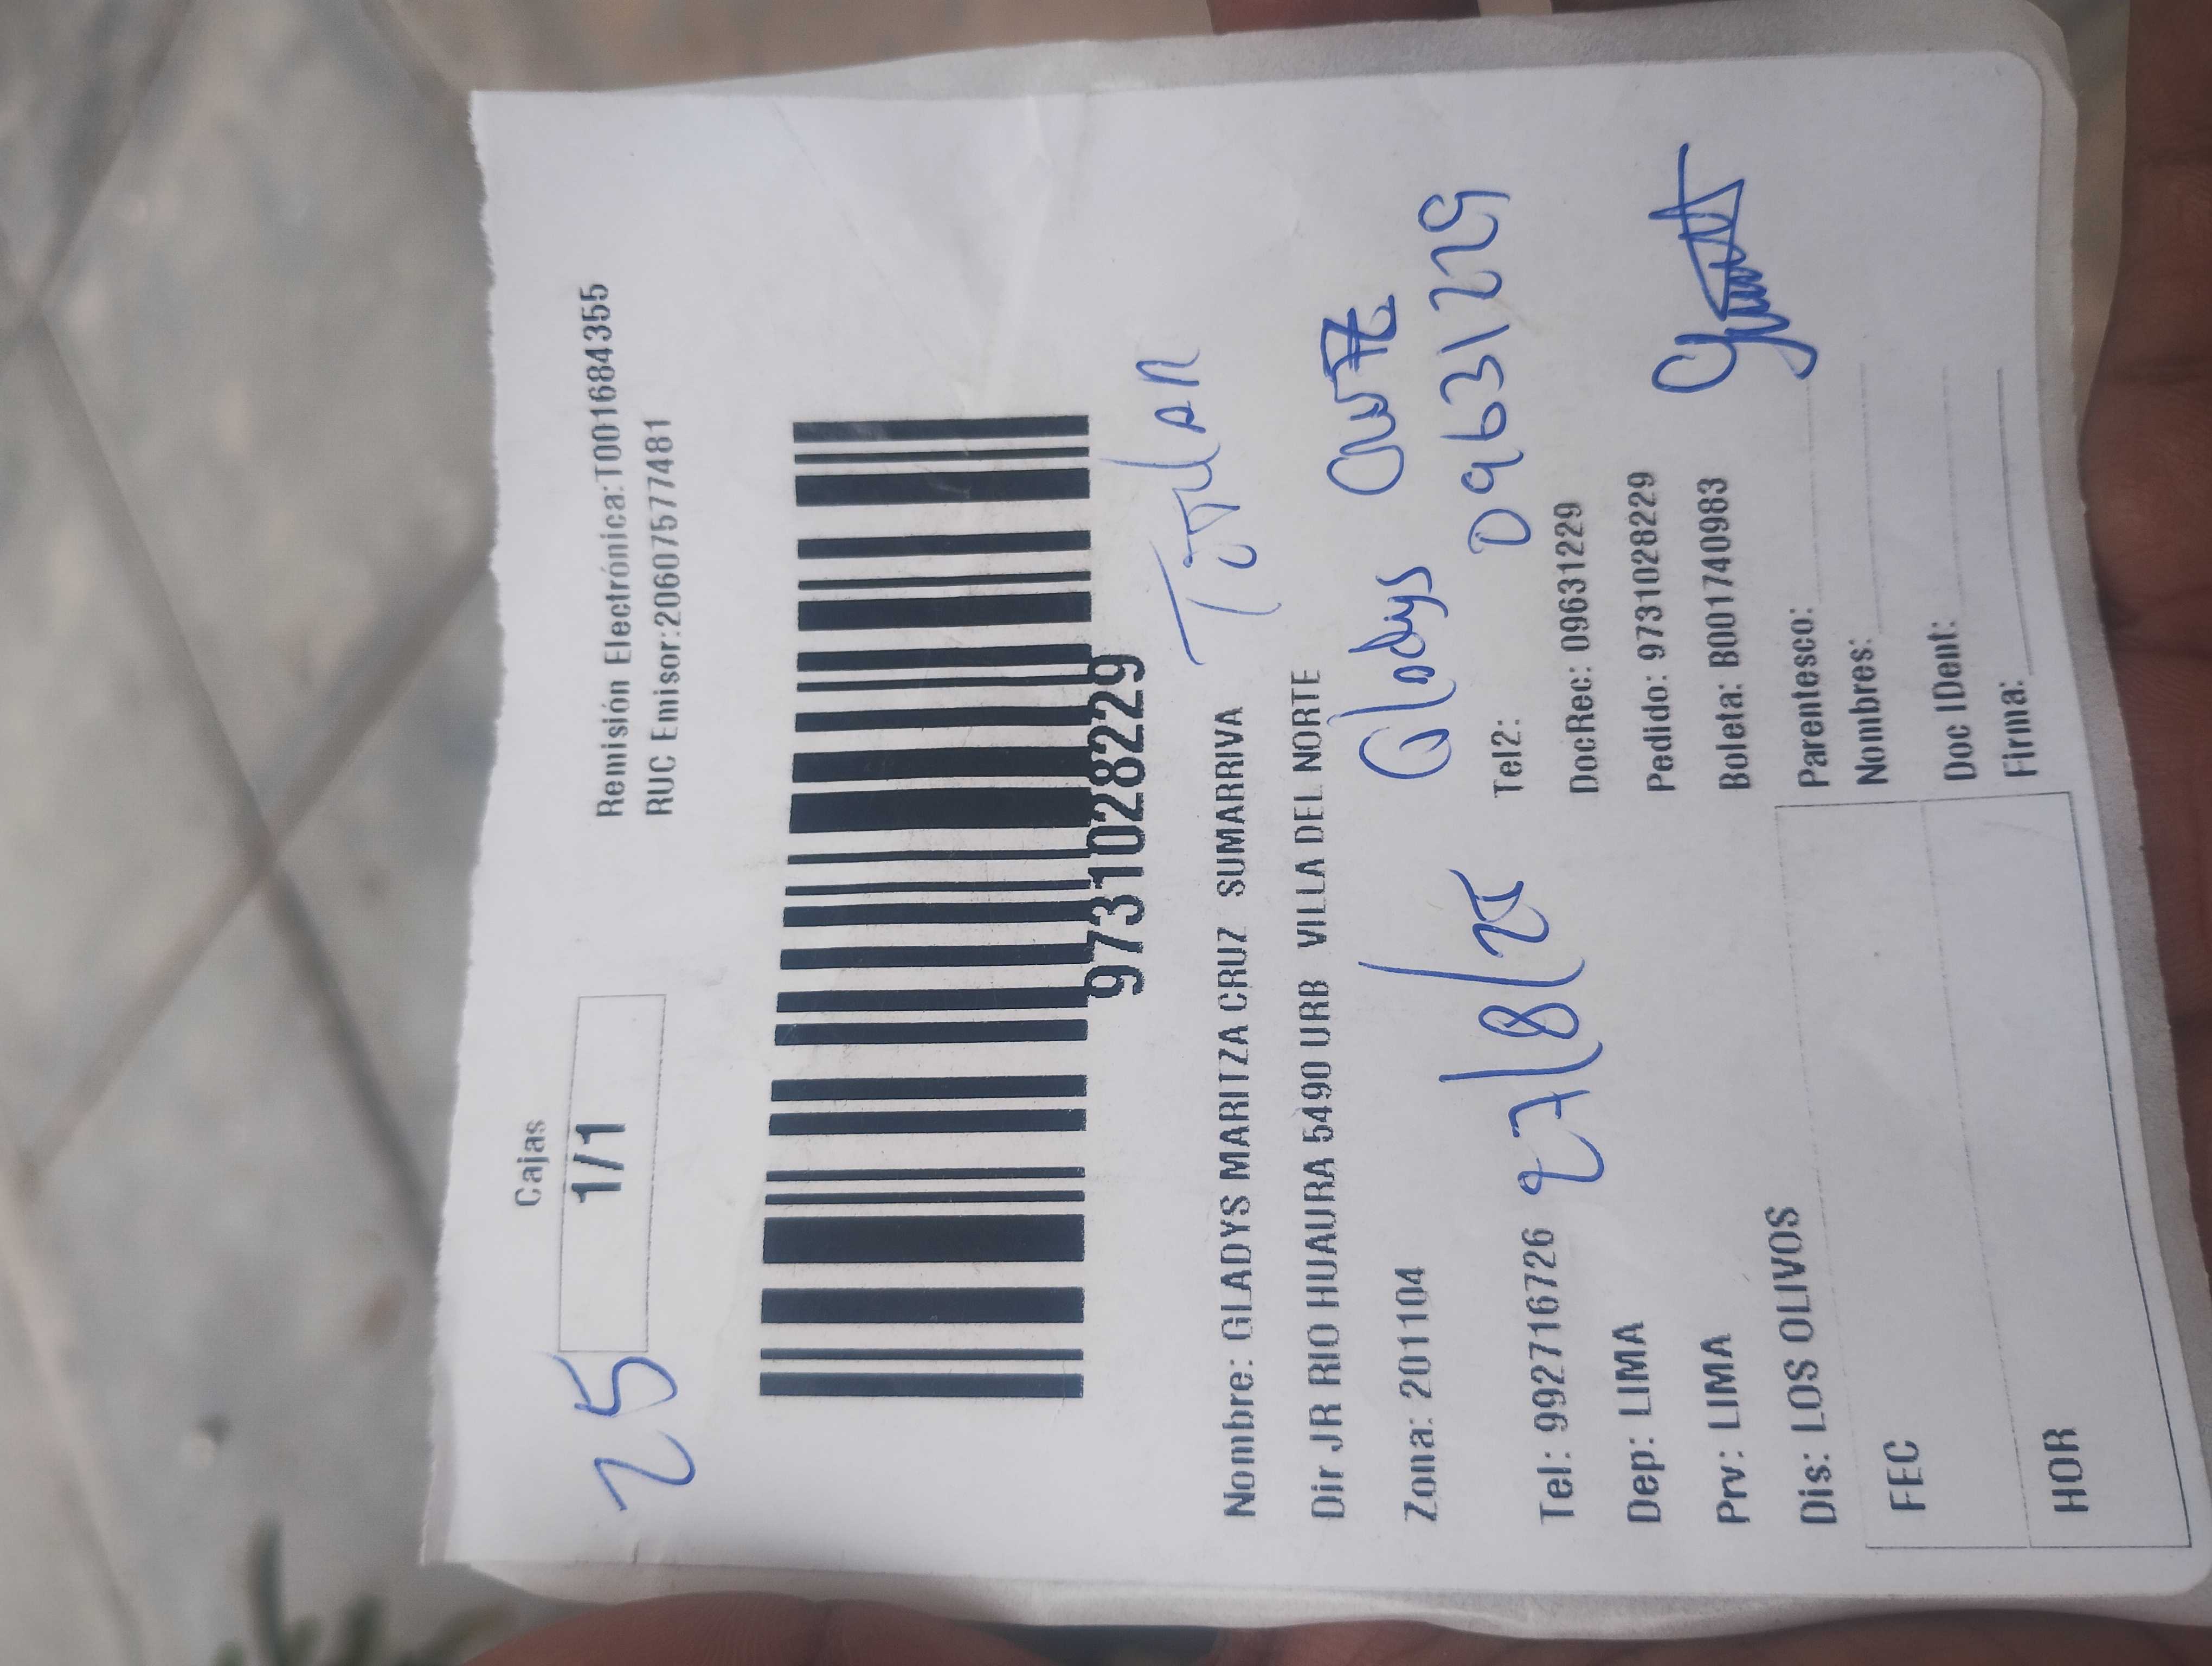 Cajas
25 1/1
Remisión Electrónica:T001684355
RUC Emisor:20607577481
9731028229
Titular
Nombre: GLADYS MARITZA CRUZ SUMARRIVA
Dir JR RIO HUAURA 5490 URB VILLA DEL NORTE
Zona: 201104
Gladys Cruz
09631229
Tel: 992716726 27/8/25 Tel2:
Dep: LIMA DocRec: 09631229
Prv: LIMA Pedido: 9731028229
Dis: LOS OLIVOS Boleta: B001740983
Parentesco:
FEC Nombres:
Doc IDent:
HOR Firma: